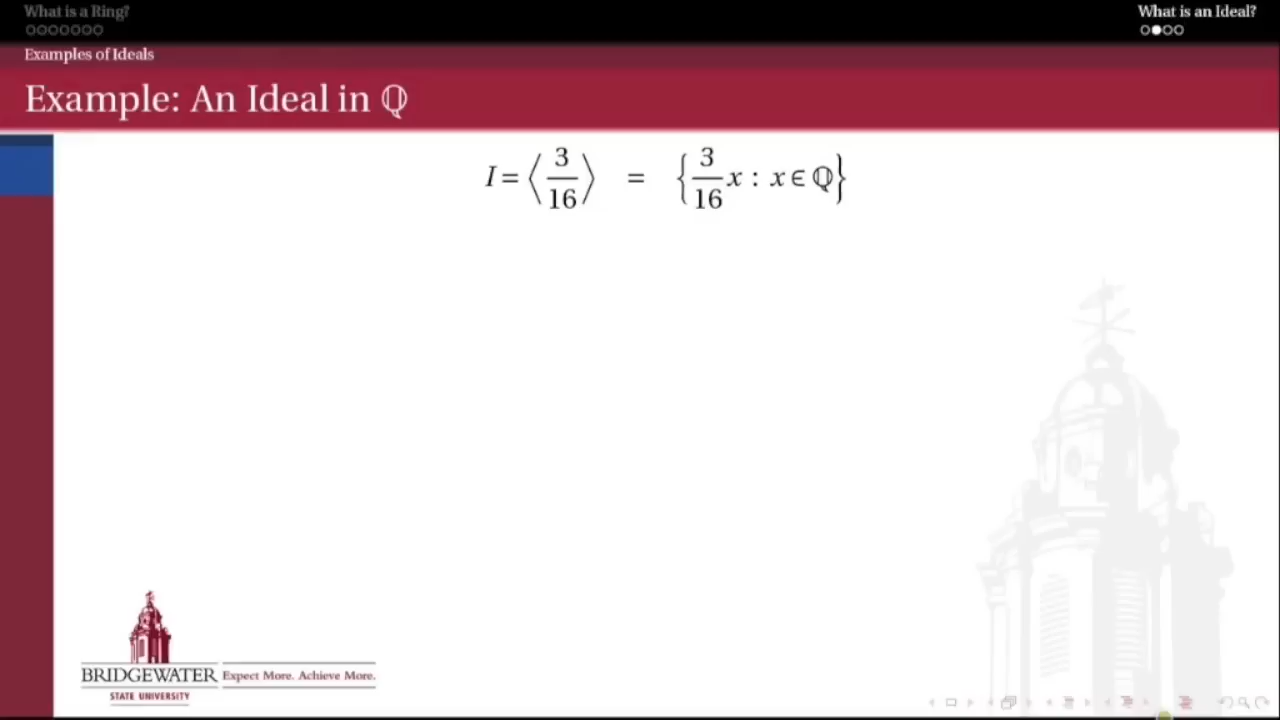 What is a Ring?
What is an Ideal?
Examples of Ideals
Example: An Ideal in ℚ
I = ⟨3/16⟩ = {3/16 x : x ∈ ℚ}
BRIDGEWATER
STATE UNIVERSITY
Expect More. Achieve More.